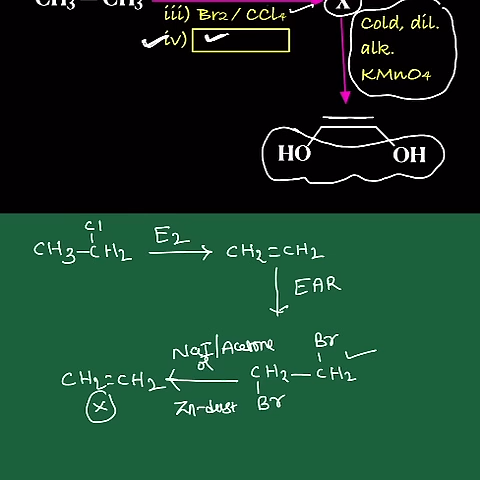 CH3 — CH3
iii) Br2 / CCl4
X
iv)
Cold, dil.
alk.
KMnO4
HO
OH
Cl
CH3-CH2
E2
CH2=CH2
EAR
NaI/Acetone
or
Br
CH2=CH2
CH2-CH2
X
Zn-dust
Br